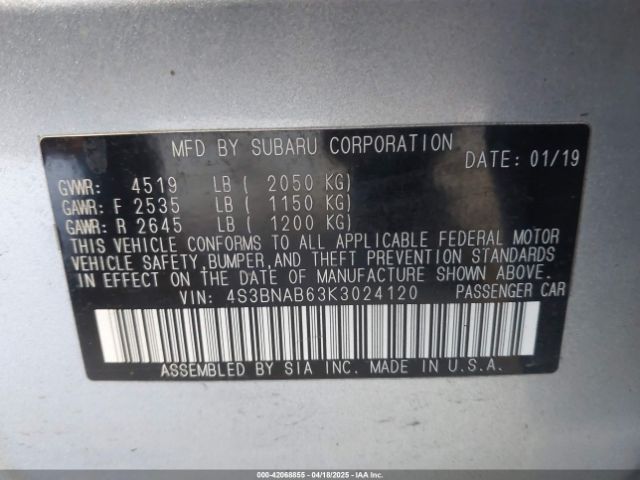 MFD BY SUBARU CORPORATION
DATE: 01/19
GVWR: 4519 LB ( 2050 KG)
GAWR: F 2535 LB ( 1150 KG)
GAWR: R 2645 LB ( 1200 KG)
THIS VEHICLE CONFORMS TO ALL APPLICABLE FEDERAL MOTOR
VEHICLE SAFETY, BUMPER, AND THEFT PREVENTION STANDARDS
IN EFFECT ON THE DATE OF MANUFACTURE SHOWN ABOVE.
VIN: 4S3BNAB63K3024120 PASSENGER CAR
ASSEMBLED BY SIA INC. MADE IN U.S.A.
000-42068855 - 04/18/2025 - IAA Inc.